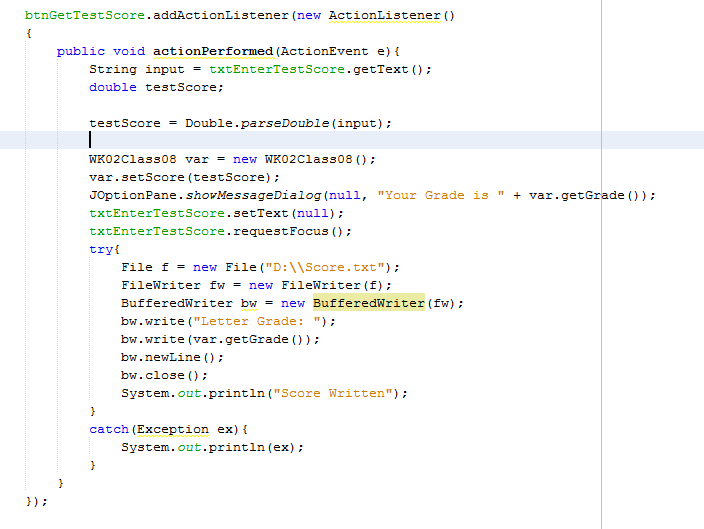 btnGetTestScore.addActionListener(new ActionListener()
{
public void actionPerformed(ActionEvent e){
String input = txtEnterTestScore.getText();
double testScore;
testScore = Double.parseDouble(input);
WK02Class08 var = new WK02Class08();
var.setScore(testScore);
JOptionPane.showMessageDialog(null, "Your Grade is " + var.getGrade());
txtEnterTestScore.setText(null);
txtEnterTestScore.requestFocus();
try{
File f = new File("D:\\Score.txt");
FileWriter fw = new FileWriter(f);
BufferedWriter bw = new BufferedWriter(fw);
bw.write("Letter Grade: ");
bw.write(var.getGrade());
bw.newLine();
bw.close();
System.out.println("Score Written");
}
catch(Exception ex){
System.out.println(ex);
}
}
});